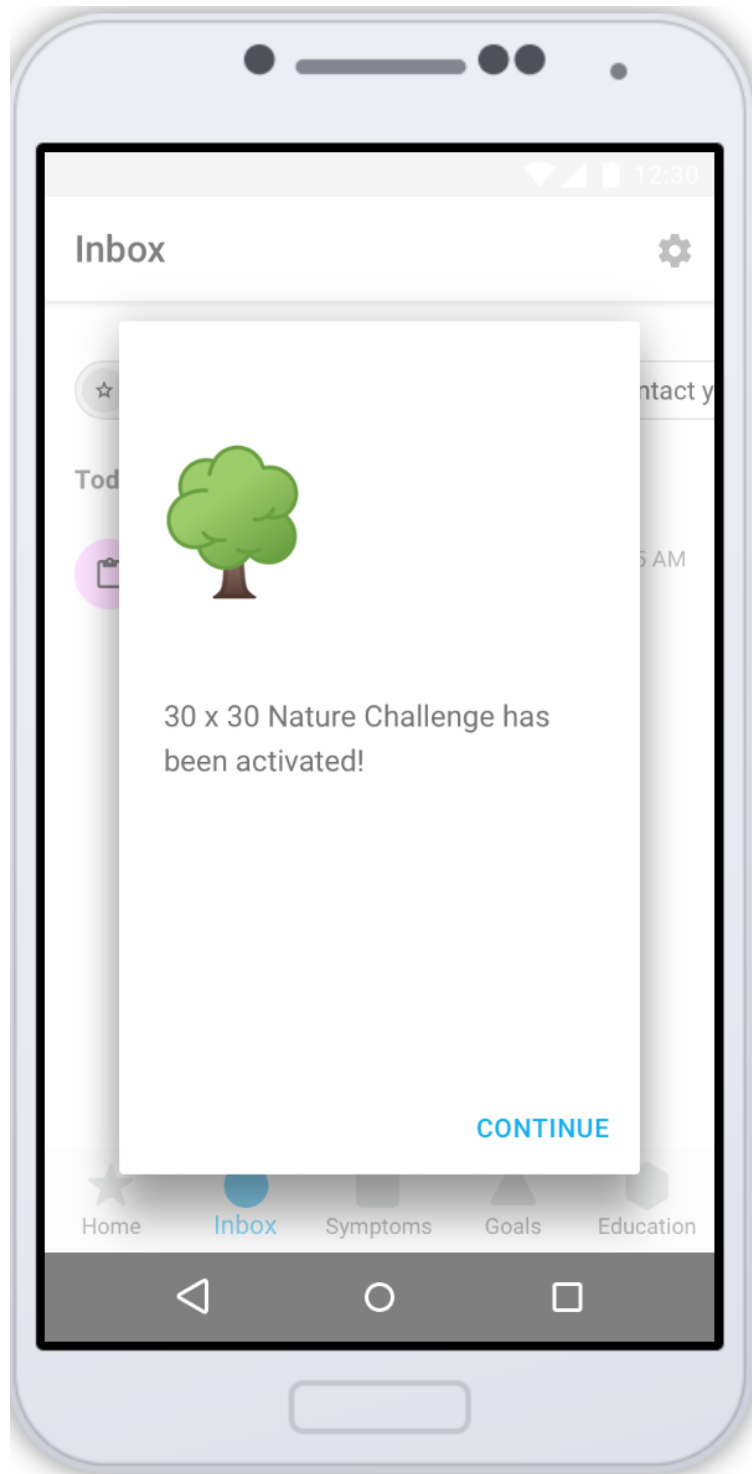 12:30
Inbox
ntact y
Tod
5 AM
30 x 30 Nature Challenge has
been activated!
CONTINUE
Home Inbox Symptoms Goals Education